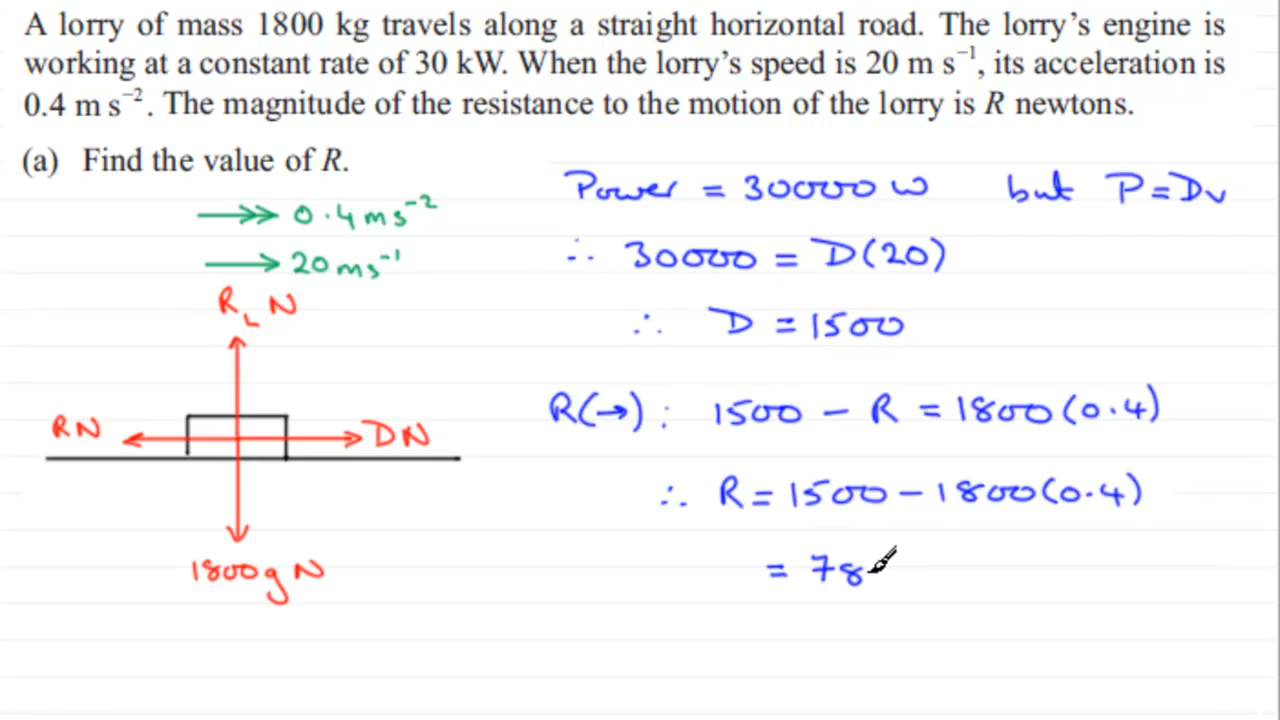 A lorry of mass 1800 kg travels along a straight horizontal road. The lorry's engine is
working at a constant rate of 30 kW. When the lorry's speed is 20 m s⁻¹, its acceleration is
0.4 m s⁻². The magnitude of the resistance to the motion of the lorry is R newtons.
(a) Find the value of R.
0.4 ms⁻²
20 ms⁻¹
R₁ N
RN
DN
1800g N
Power = 30000 W but P = Dv
∴ 30000 = D(20)
∴ D = 1500
R(→): 1500 − R = 1800(0.4)
∴ R = 1500 − 1800(0.4)
= 78